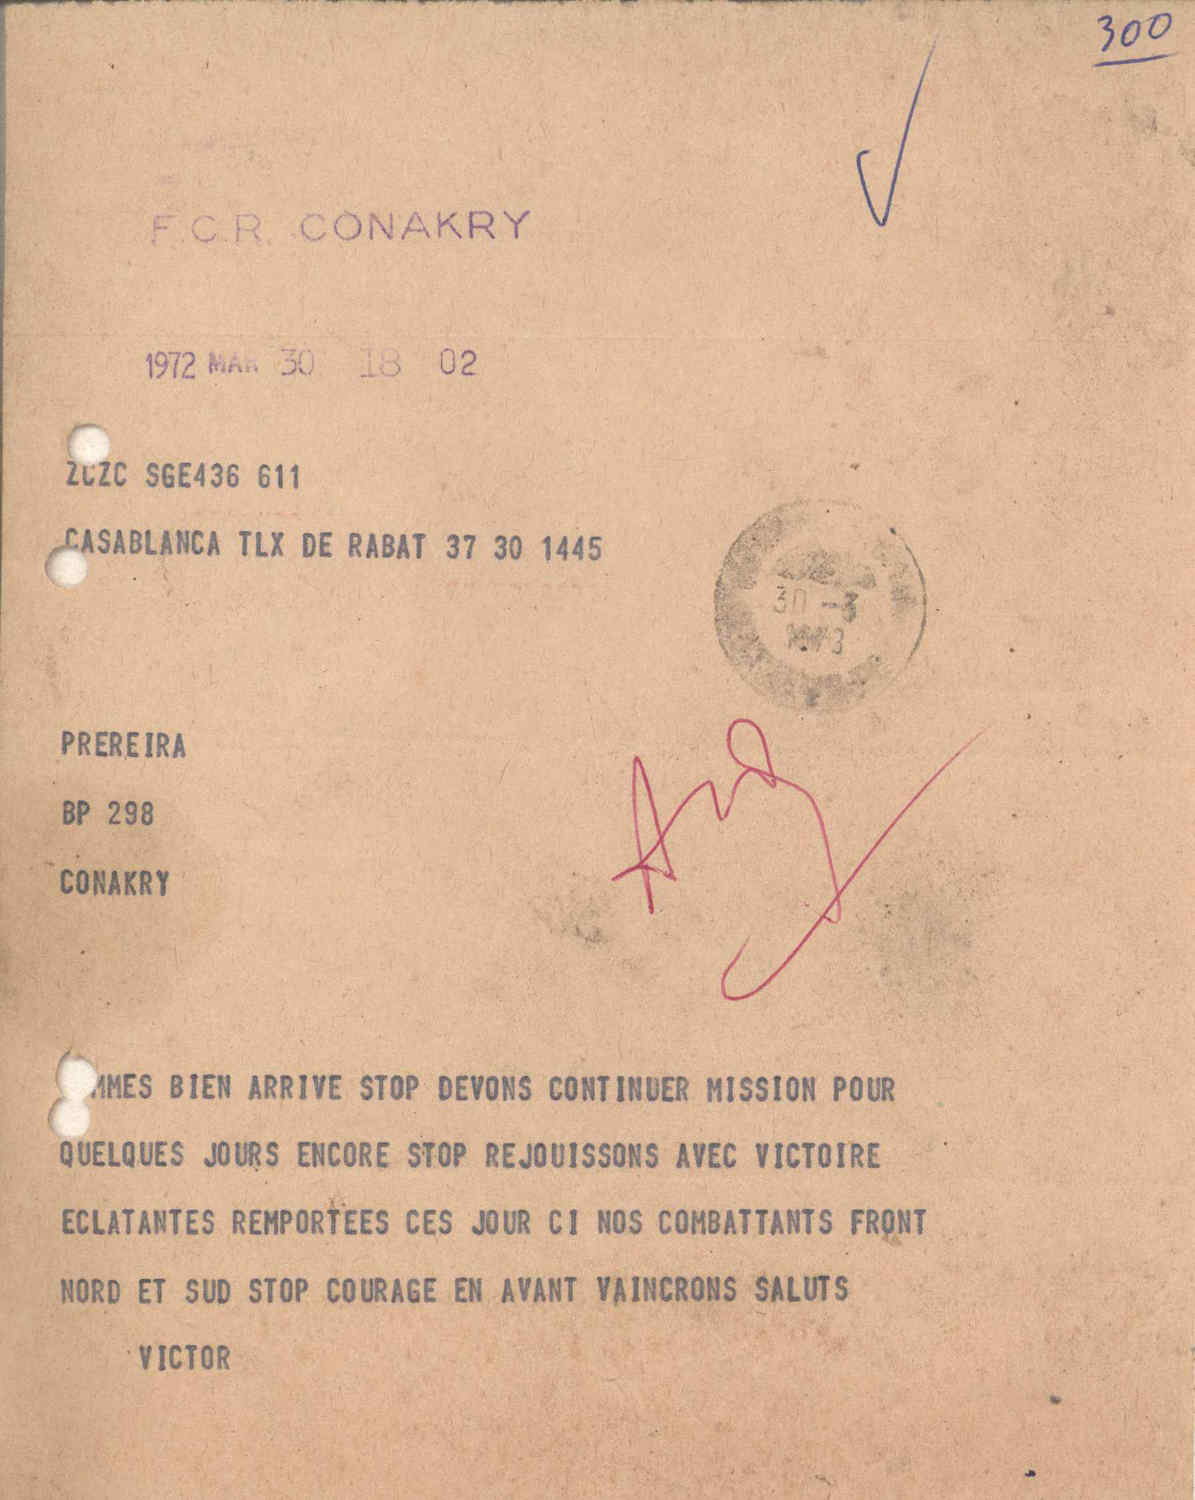 300
F.C.R. CONAKRY
1972 MAR 30 18 02
ZCZC SGE436 611
CASABLANCA TLX DE RABAT 37 30 1445
30 -3
PREREIRA
BP 298
CONAKRY
MMES BIEN ARRIVE STOP DEVONS CONTINUER MISSION POUR
QUELQUES JOURS ENCORE STOP REJOUISSONS AVEC VICTOIRE
ECLATANTES REMPORTEES CES JOUR CI NOS COMBATTANTS FRONT
NORD ET SUD STOP COURAGE EN AVANT VAINCRONS SALUTS
VICTOR